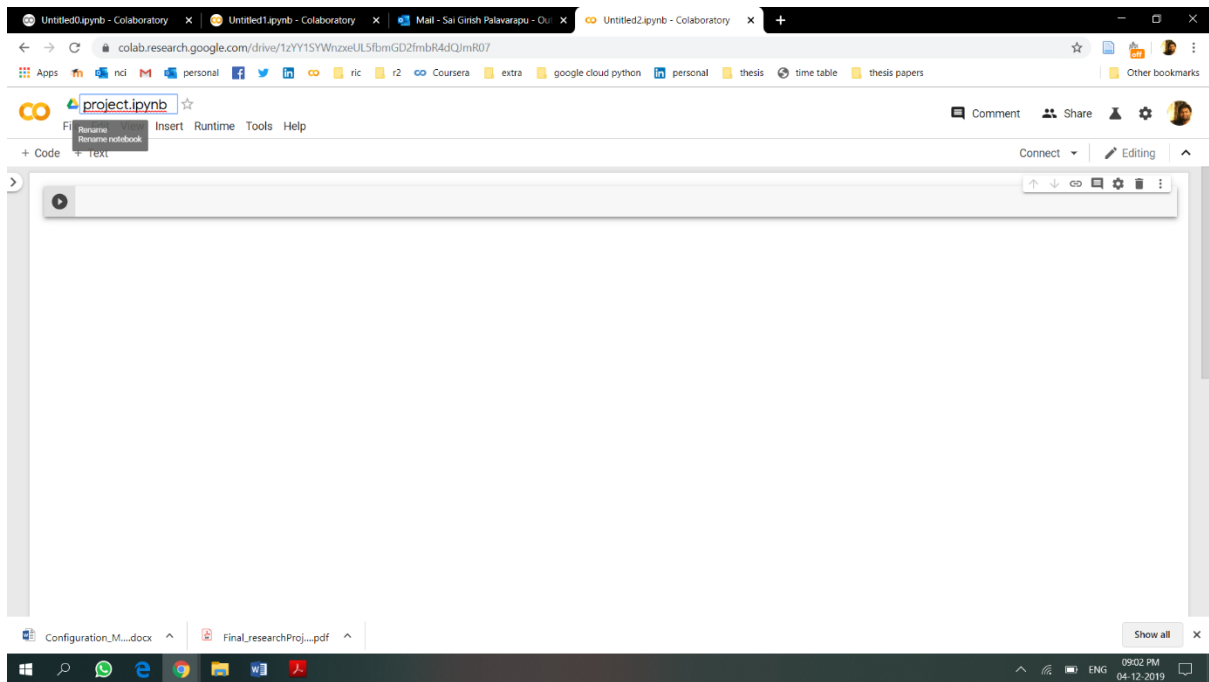 Untitled0.ipynb - Colaboratory Untitled1.ipynb - Colaboratory Mail - Sai Girish Palavarapu - Out Untitled2.ipynb - Colaboratory
colab.research.google.com/drive/1zYY1SYWnzxeUL5fbmGD2fmbR4dQJmR07
off
Apps nci personal ric r2 Coursera extra google cloud python personal thesis time table thesis papers Other bookmarks
project.ipynb
Comment Share
Insert Runtime Tools Help
Rename
Rename notebook
+ Code + Text Connect Editing
Configuration_M....docx Final_researchProj....pdf Show all
ENG 09:02 PM
04-12-2019